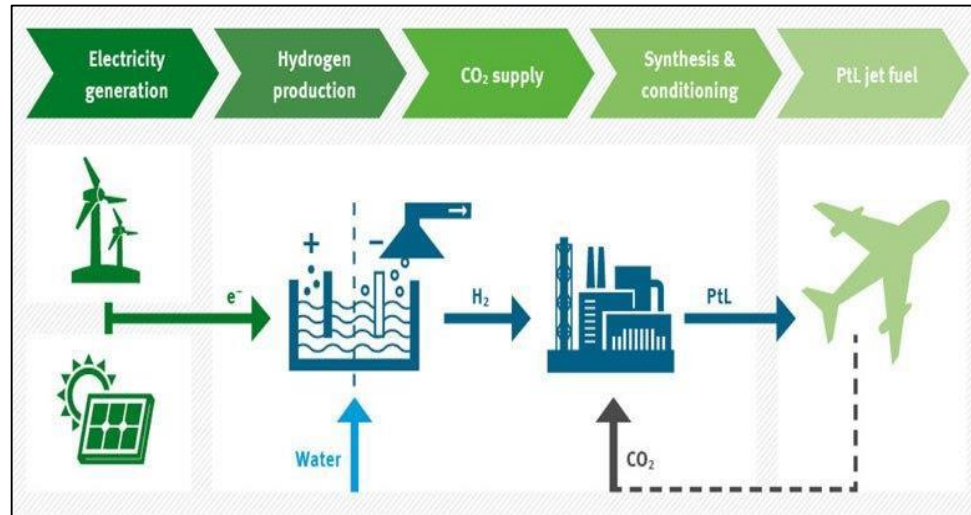 Electricity
generation
Hydrogen
production
CO₂ supply
Synthesis &
conditioning
PtL jet fuel
+
–
e⁻
H₂
PtL
Water
CO₂